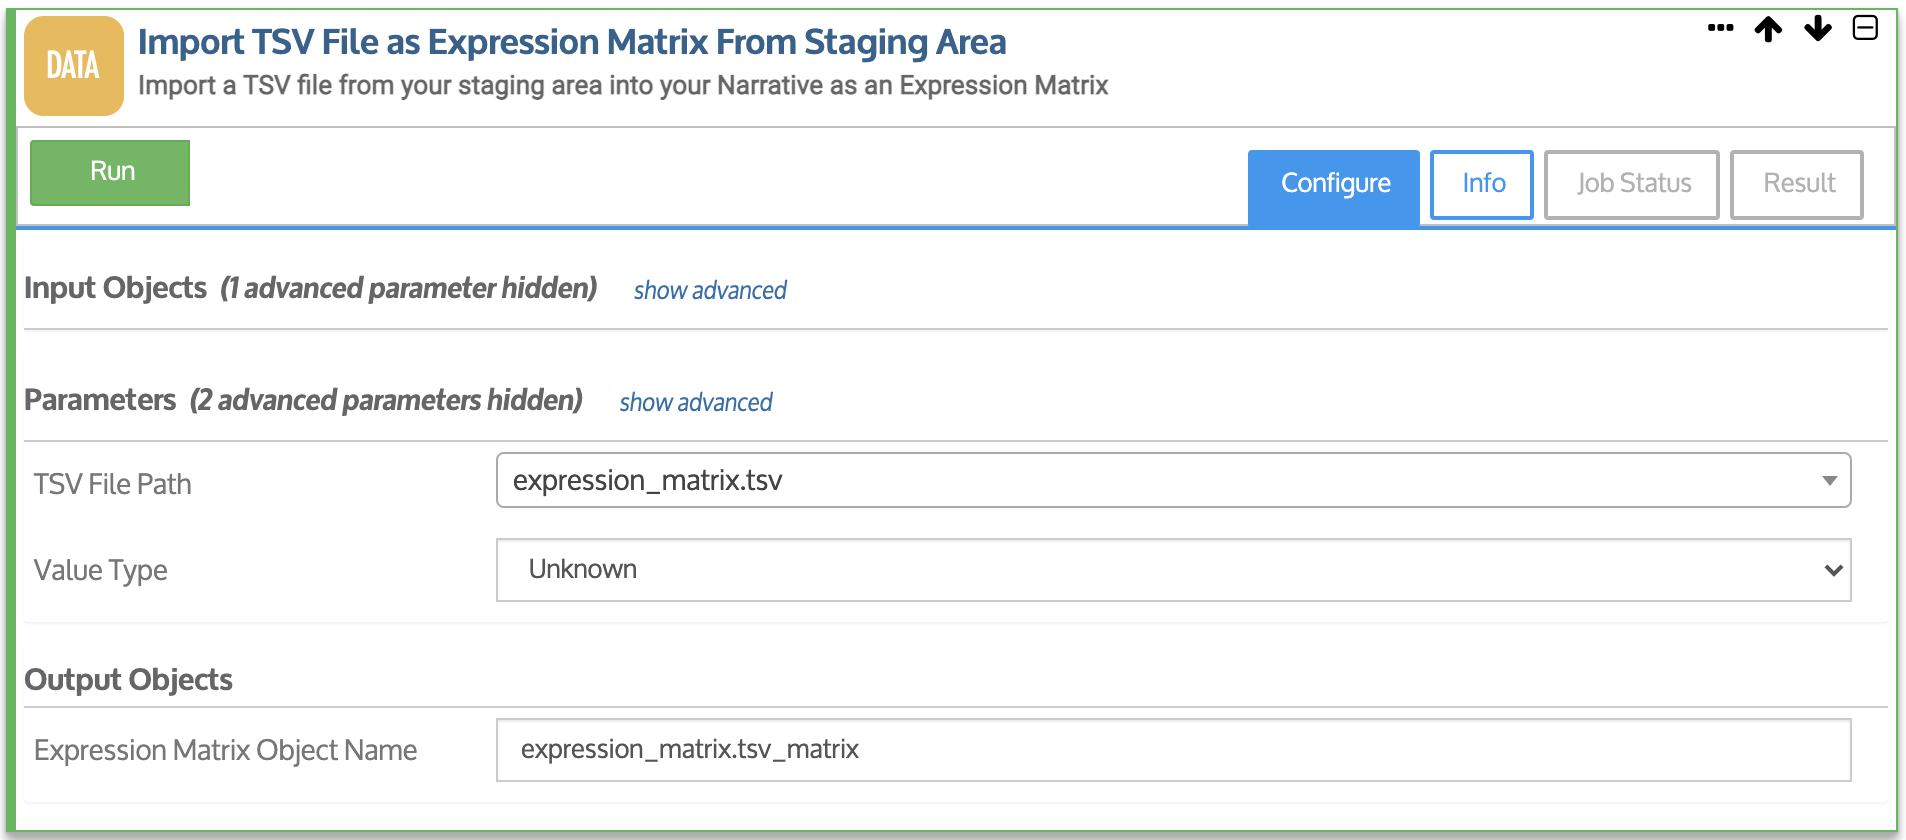 DATA
Import TSV File as Expression Matrix From Staging Area
Import a TSV file from your staging area into your Narrative as an Expression Matrix
Run
Configure
Info
Job Status
Result
Input Objects (1 advanced parameter hidden) show advanced
Parameters (2 advanced parameters hidden) show advanced
TSV File Path
expression_matrix.tsv
Value Type
Unknown
Output Objects
Expression Matrix Object Name
expression_matrix.tsv_matrix